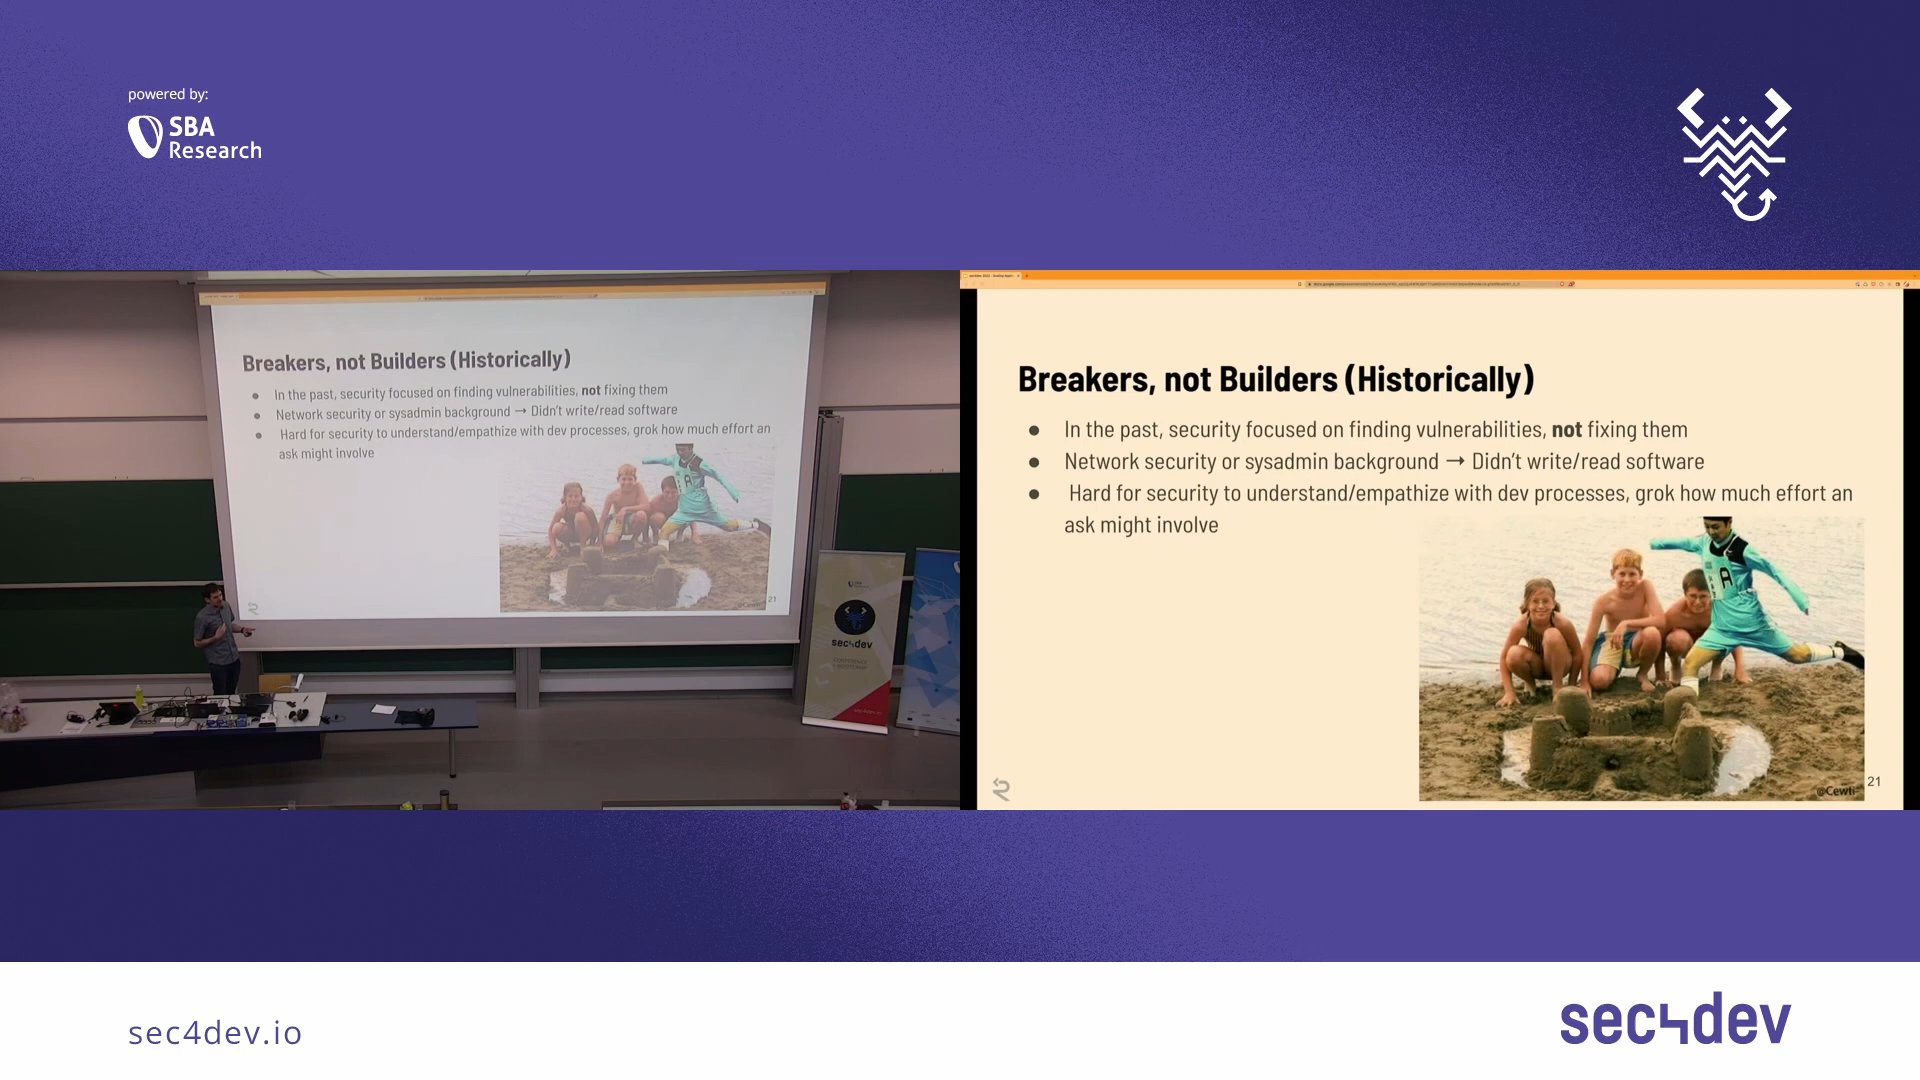 powered by:
SBA
Research
Breakers, not Builders (Historically)
● In the past, security focused on finding vulnerabilities, not fixing them
● Network security or sysadmin background → Didn't write/read software
● Hard for security to understand/empathize with dev processes, grok how much effort an
ask might involve
21
sec4dev
Breakers, not Builders (Historically)
● In the past, security focused on finding vulnerabilities, not fixing them
● Network security or sysadmin background → Didn't write/read software
● Hard for security to understand/empathize with dev processes, grok how much effort an
ask might involve
A
21
sec4dev.io
sec4dev